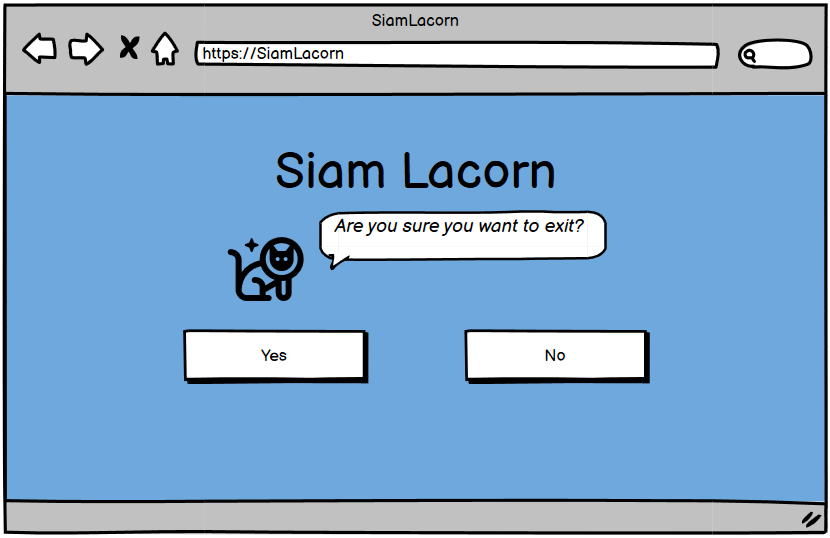 SiamLacorn
https://SiamLacorn
Siam Lacorn
Are you sure you want to exit?
Yes
No